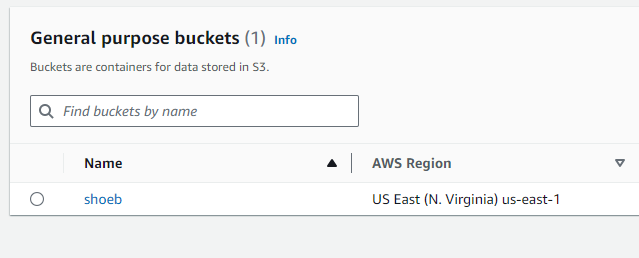 General purpose buckets (1) Info
Buckets are containers for data stored in S3.
Find buckets by name
Name AWS Region
shoeb US East (N. Virginia) us-east-1